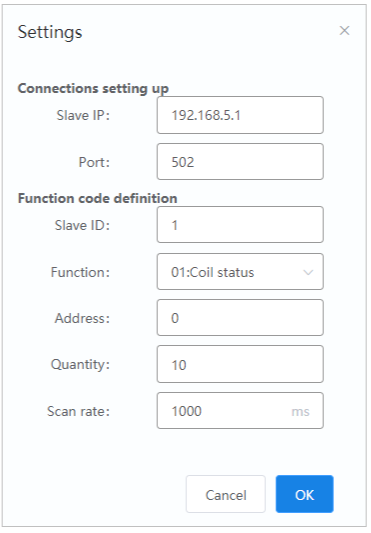 Settings
Connections setting up
Slave IP: 192.168.5.1
Port: 502
Function code definition
Slave ID: 1
Function: 01:Coil status
Address: 0
Quantity: 10
Scan rate: 1000 ms
Cancel OK